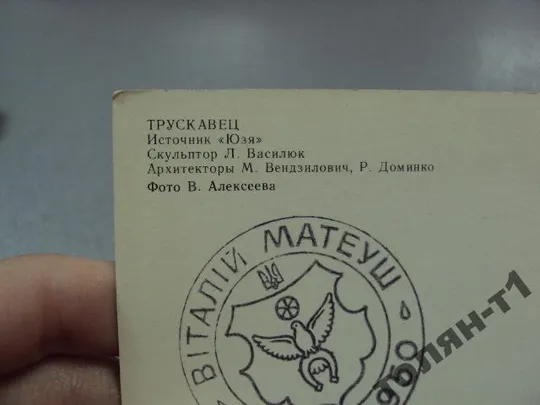 ТРУСКАВЕЦ
Источник «Юзя»
Скульптор Л. Василюк
Архитекторы М. Вендзилович, Р. Доминко
Фото В. Алексеева
ВІТАЛІЙ МАТЕУШ